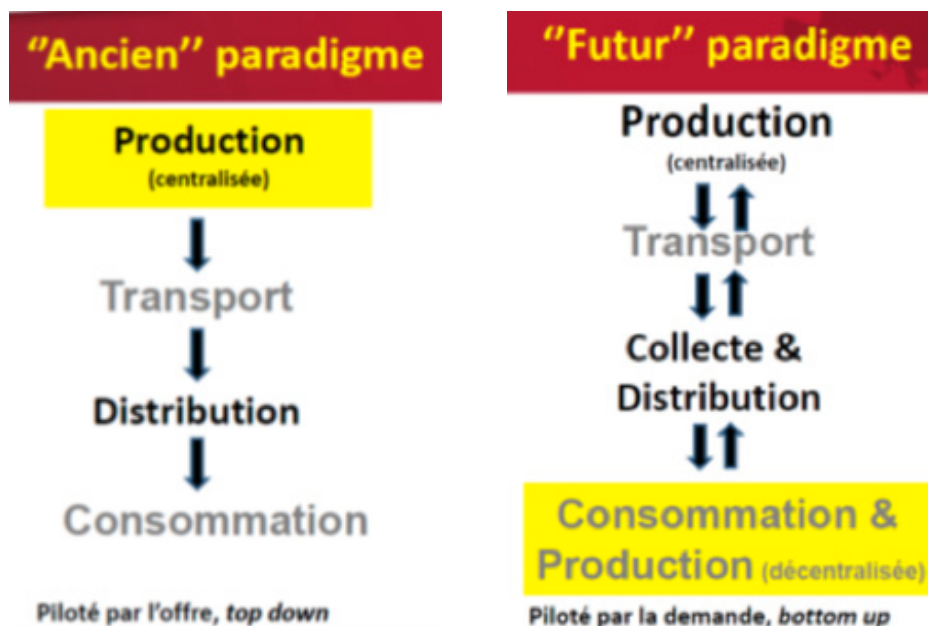 ‘’Ancien’’ paradigme
Production
(centralisée)
Transport
Distribution
Consommation
Piloté par l’offre, top down
‘’Futur’’ paradigme
Production
(centralisée)
Transport
Collecte &
Distribution
Consommation &
Production (décentralisée)
Piloté par la demande, bottom up